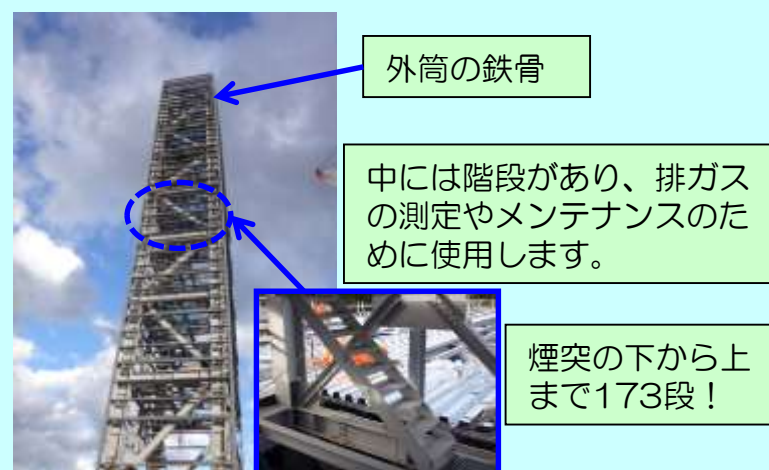 外筒の鉄骨
中には階段があり、排ガス
の測定やメンテナンスのた
めに使用します。
煙突の下から上
まで173段！